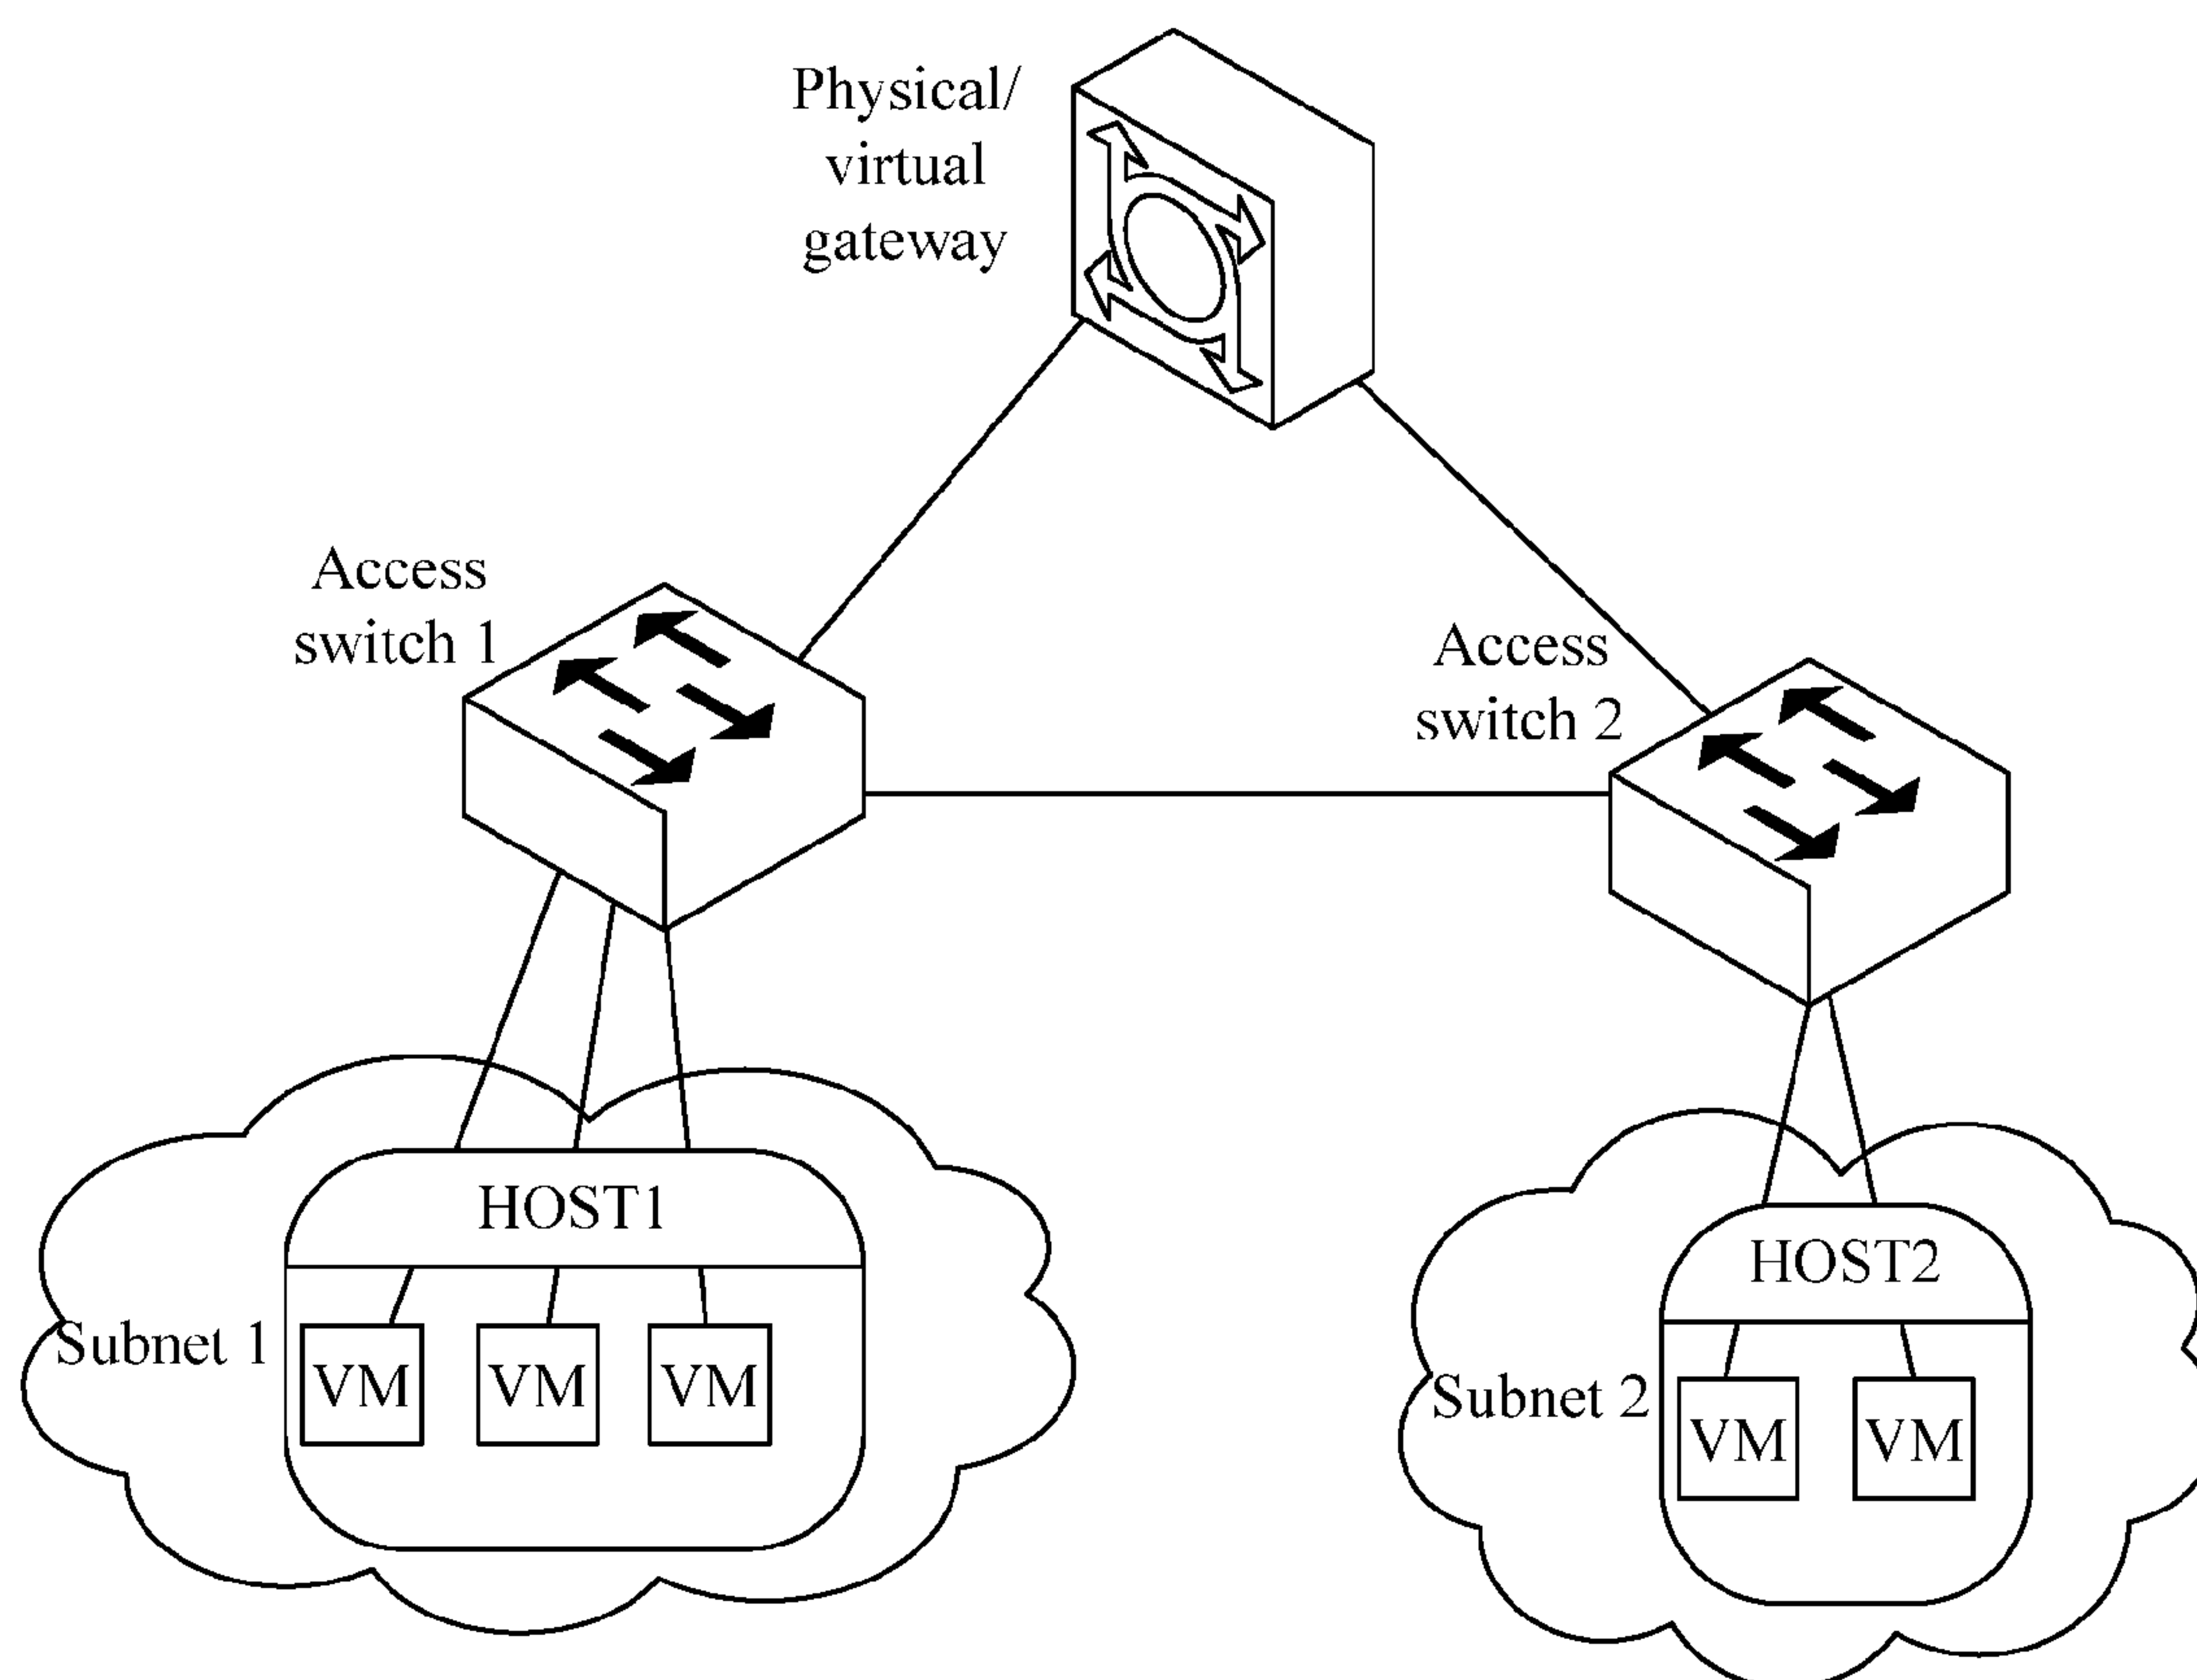 Physical/
virtual
gateway
Access
switch 1
Access
switch 2
HOST1
HOST2
Subnet 1
VM
VM
VM
Subnet 2
VM
VM